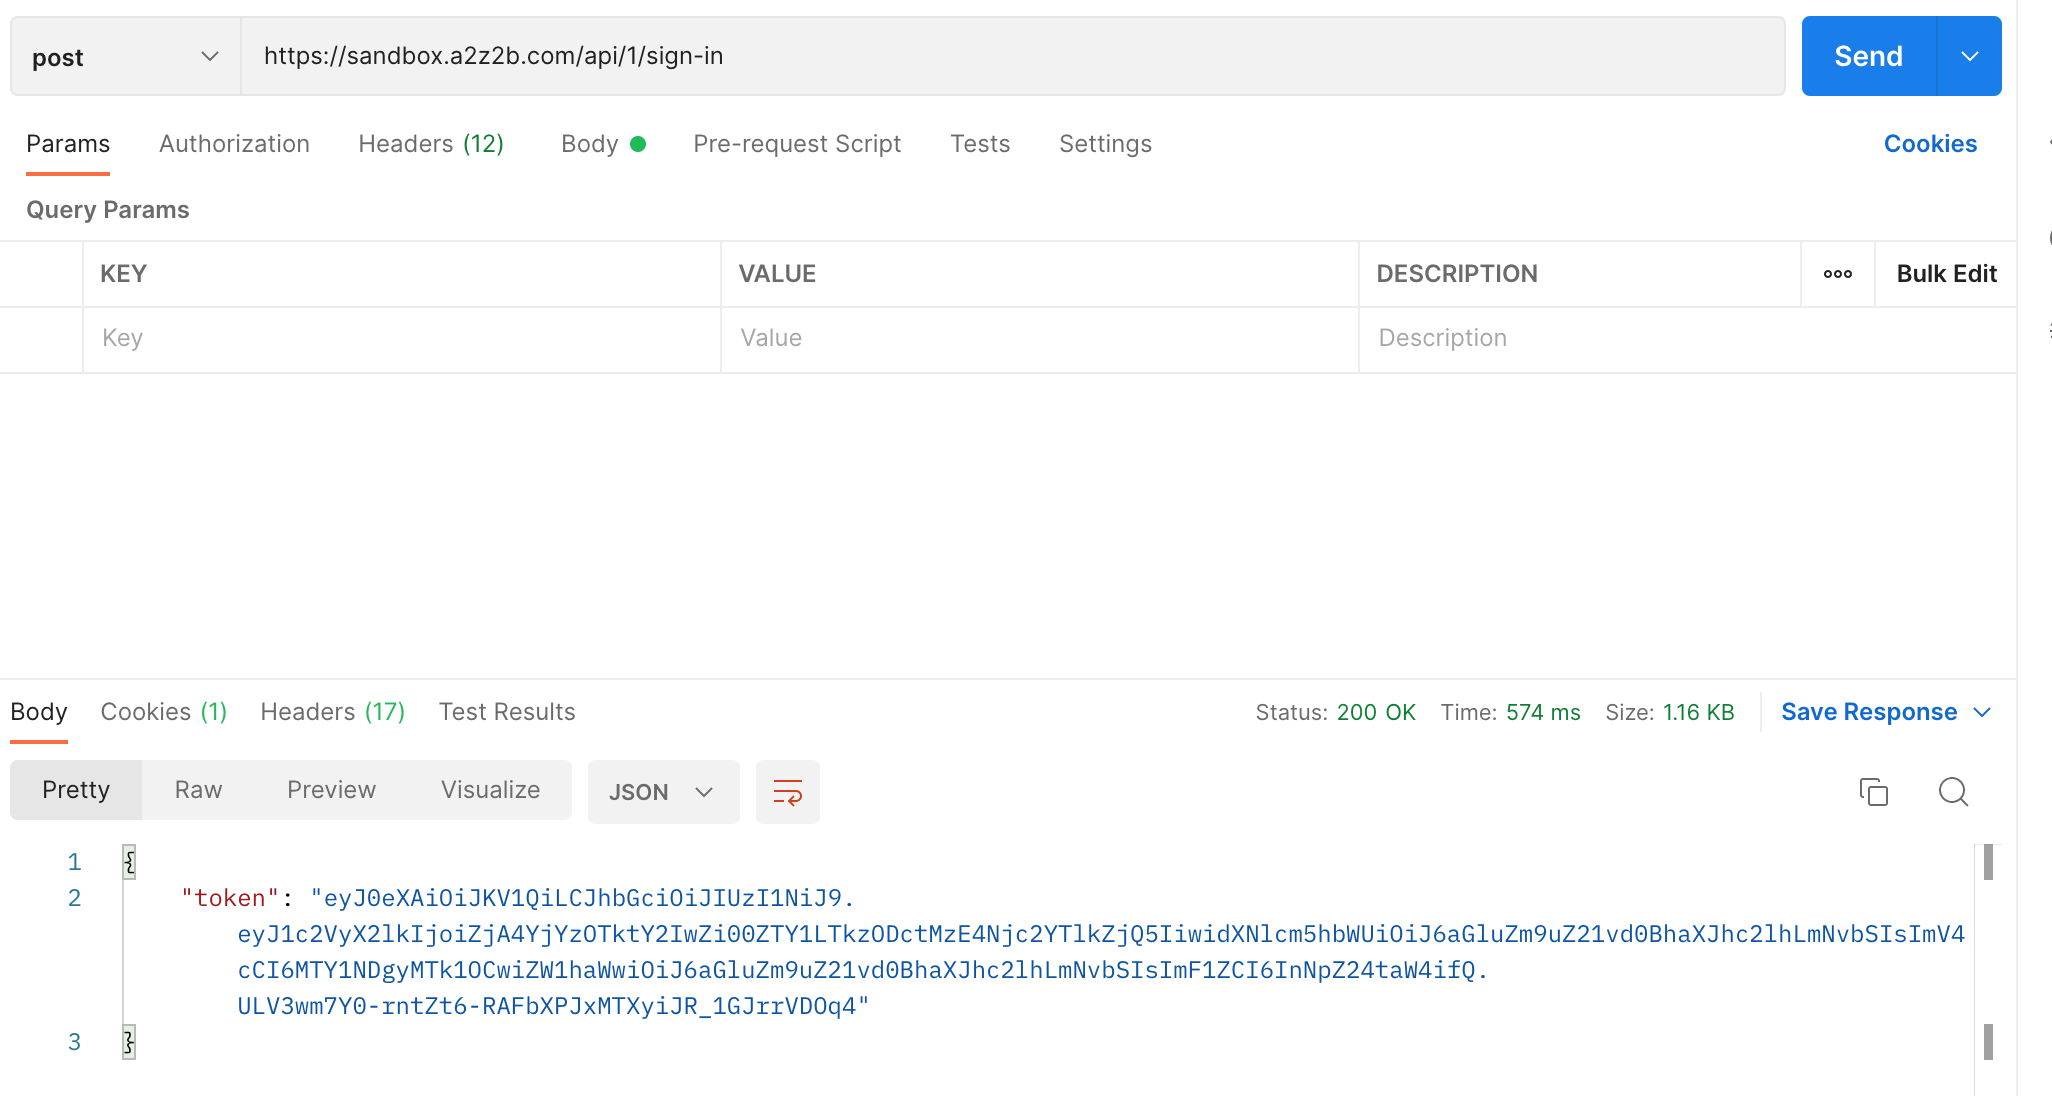 post
https://sandbox.a2z2b.com/api/1/sign-in
Send
Params Authorization Headers (12) Body Pre-request Script Tests Settings Cookies
Query Params
KEY VALUE DESCRIPTION ooo Bulk Edit
Key Value Description
Body Cookies (1) Headers (17) Test Results Status: 200 OK Time: 574 ms Size: 1.16 KB Save Response
Pretty Raw Preview Visualize JSON
1 {
2 "token": "eyJ0eXAiOiJKV1QiLCJhbGciOiJIUzI1NiJ9.
eyJ1c2VyX2lkIjoiZjA4YjYzOTktY2IwZi00ZTY1LTkzODctMzE4Njc2YTlkZjQ5IiwidXNlcm5hbWUiOiJ6aGluZm9uZ21vd0BhaXJhc2lhLmNvbSIsImV4
cCI6MTY1NDgyMTk1OCwiZW1haWwiOiJ6aGluZm9uZ21vd0BhaXJhc2lhLmNvbSIsImF1ZCI6InNpZ24taW4ifQ.
ULV3wm7Y0-rntZt6-RAFbXPJxMTXyiJR_1GJrrVDOq4"
3 }